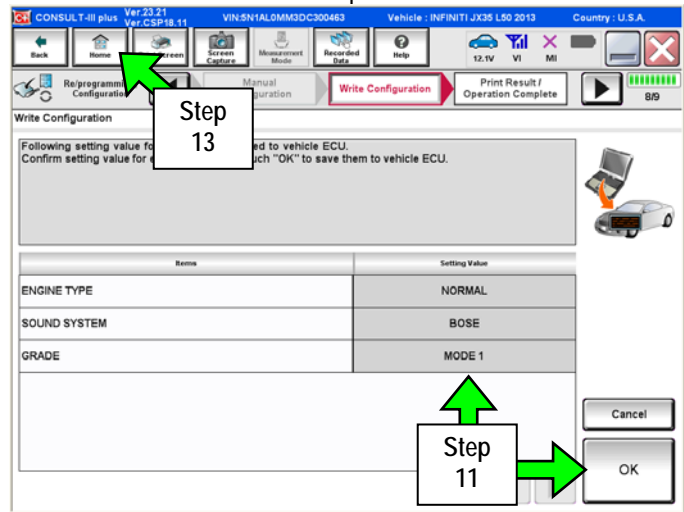 CONSULT-III plus Ver.23.21
Ver.CSP18.11
VIN:5N1AL0MM3DC300463
Vehicle : INFINITI JX35 L50 2013
Country : U.S.A.
Back
Home
Screen
Capture
Measurement
Mode
Recorded
Data
Help
12.1V
VI
MI
Configuration
Manual
Write Configuration
Print Result /
Operation Complete
8/9
Step
13
Write Configuration
Following setting value
ed to vehicle ECU.
Confirm setting value for
"OK" to save them to vehicle ECU.
Items
Setting Value
ENGINE TYPE
NORMAL
SOUND SYSTEM
BOSE
GRADE
MODE 1
Cancel
Step
11
OK